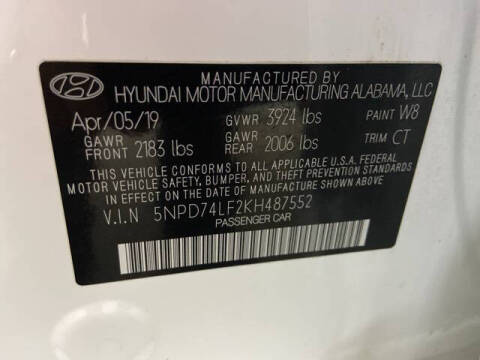 MANUFACTURED BY
HYUNDAI MOTOR MANUFACTURING ALABAMA, LLC
Apr/05/19 GVWR 3924 lbs PAINT W8
GAWR FRONT 2183 lbs GAWR REAR 2006 lbs TRIM CT
THIS VEHICLE CONFORMS TO ALL APPLICABLE U.S.A. FEDERAL
MOTOR VEHICLE SAFETY, BUMPER, AND THEFT PREVENTION STANDARDS
IN EFFECT ON THE DATE OF MANUFACTURE SHOWN ABOVE.
V.I.N 5NPD74LF2KH487552
PASSENGER CAR